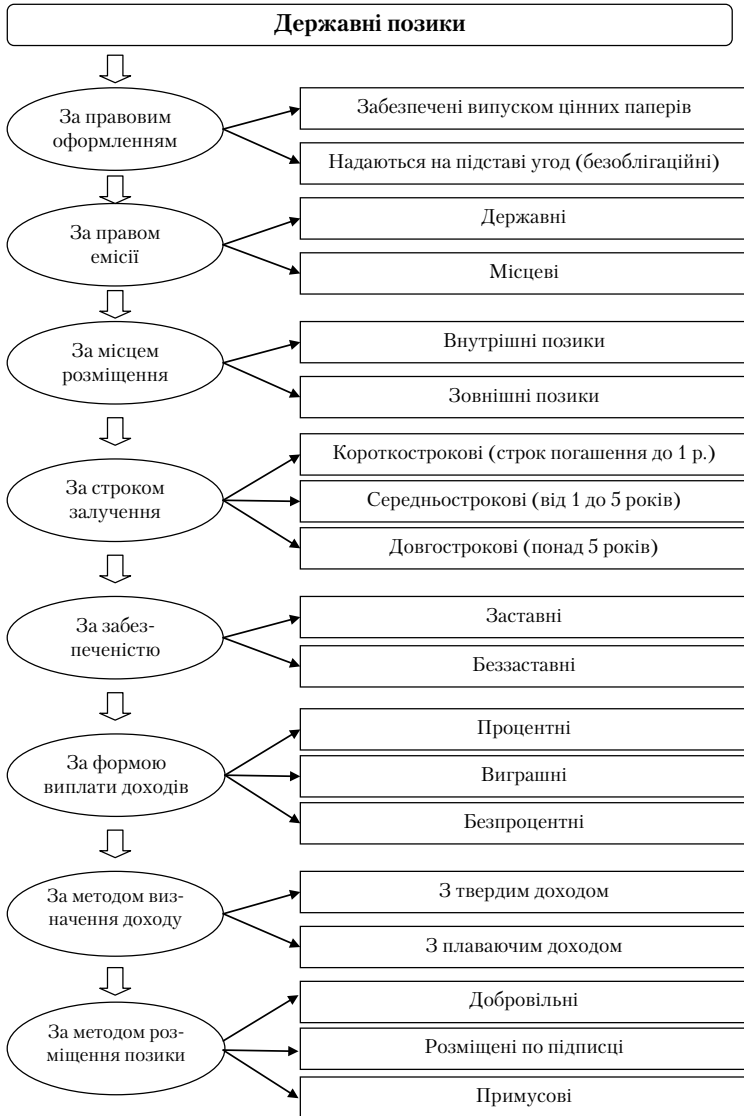 Державні позики
За правовим
оформленням
Забезпечені випуском цінних паперів
Надаються на підставі угод (безоблігаційні)
За правом
емісії
Державні
Місцеві
За місцем
розміщення
Внутрішні позики
Зовнішні позики
За строком
залучення
Короткострокові (строк погашення до 1 р.)
Середньострокові (від 1 до 5 років)
Довгострокові (понад 5 років)
За забез-
печеністю
Заставні
Беззаставні
За формою
виплати доходів
Процентні
Виграшні
Безпроцентні
За методом виз-
начення доходу
З твердим доходом
З плаваючим доходом
За методом роз-
міщення позики
Добровільні
Розміщені по підписці
Примусові